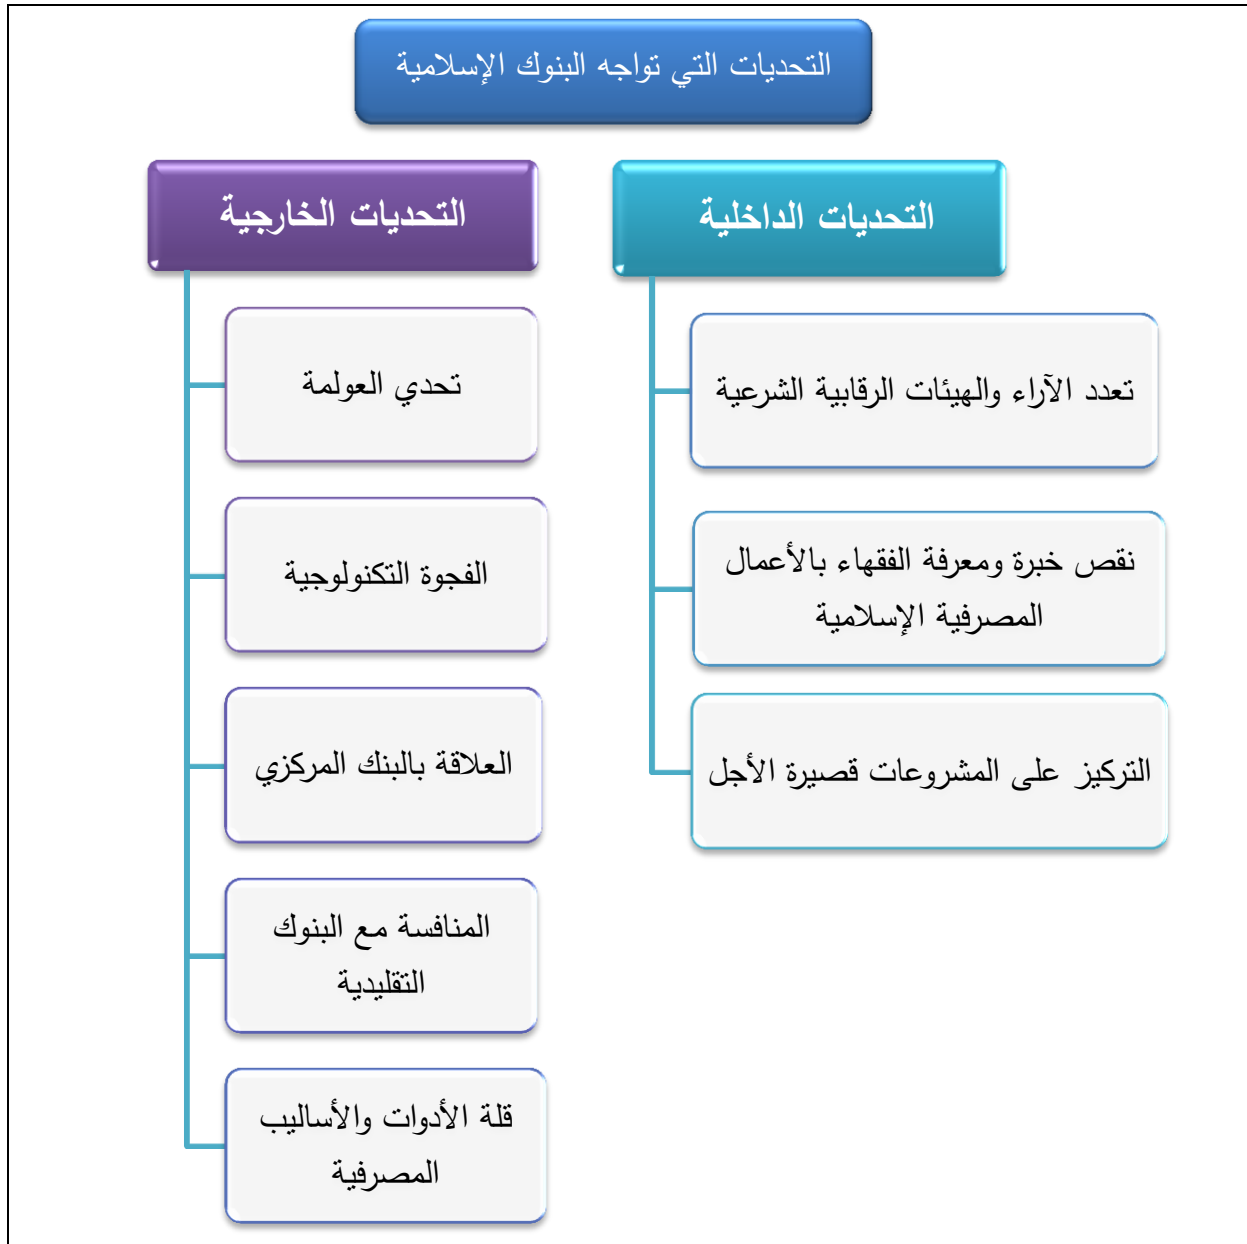 التحديات التي تواجه البنوك الإسلامية
التحديات الداخلية
تعدد الآراء والهيئات الرقابية الشرعية
نقص خبرة ومعرفة الفقهاء بالأعمال
المصرفية الإسلامية
التركيز على المشروعات قصيرة الأجل
التحديات الخارجية
تحدي العولمة
الفجوة التكنولوجية
العلاقة بالبنك المركزي
المنافسة مع البنوك
التقليدية
قلة الأدوات والأساليب
المصرفية